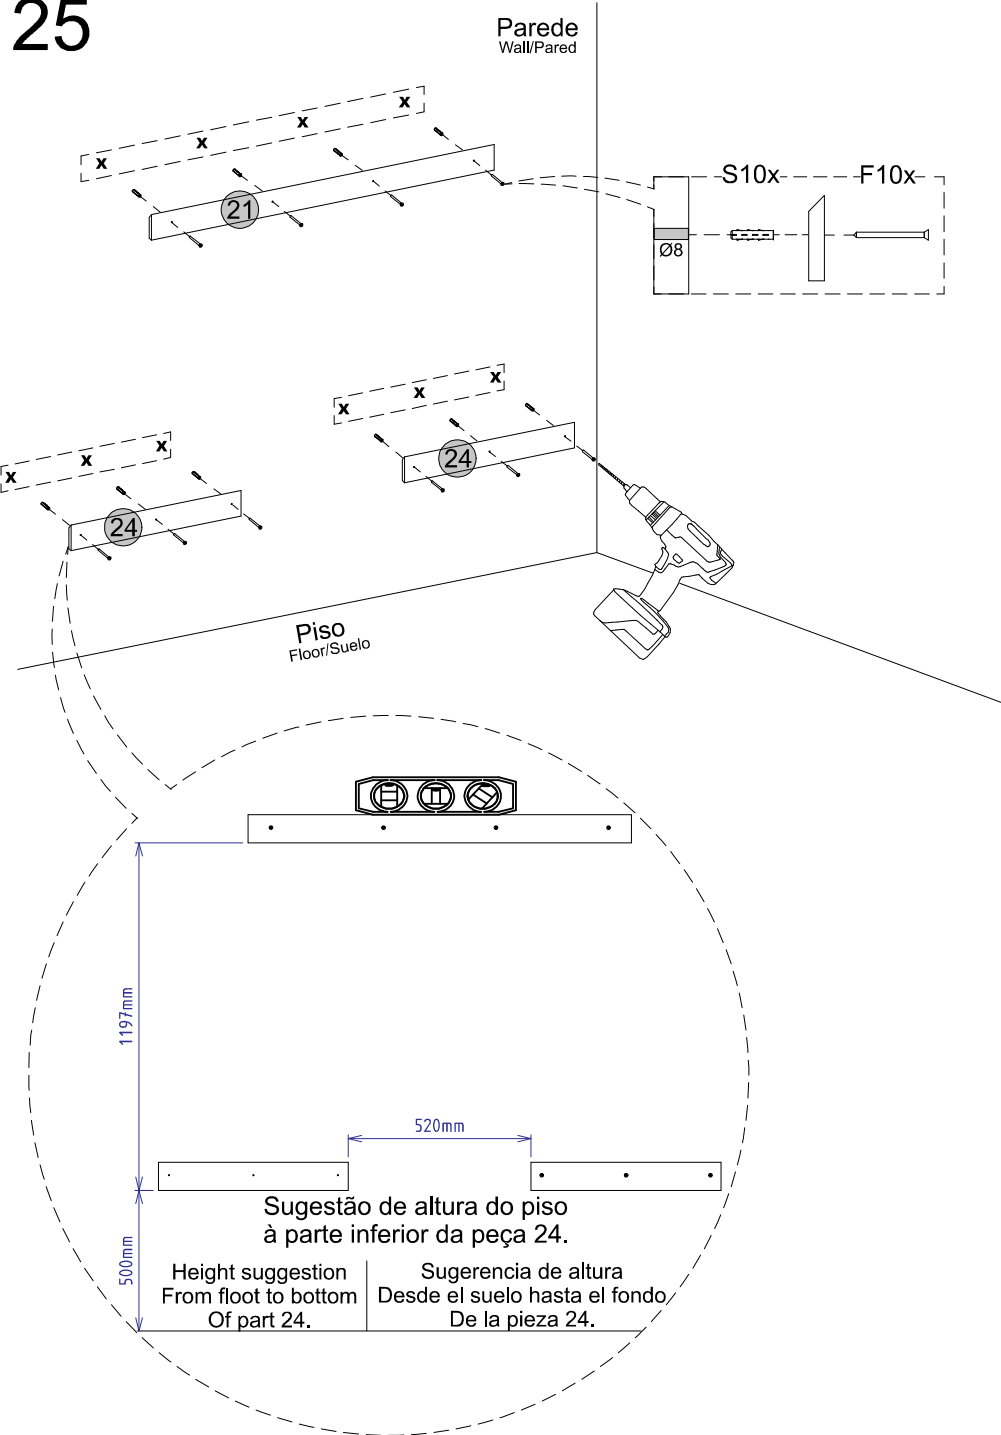 25
Parede
Wall/Pared
x
x
x
x
21
S10x
F10x
Ø8
x
x
x
24
x
x
x
24
Piso
Floor/Suelo
1197mm
520mm
500mm
Sugestão de altura do piso
à parte inferior da peça 24.
Height suggestion
From floot to bottom
Of part 24.
Sugerencia de altura
Desde el suelo hasta el fondo
De la pieza 24.